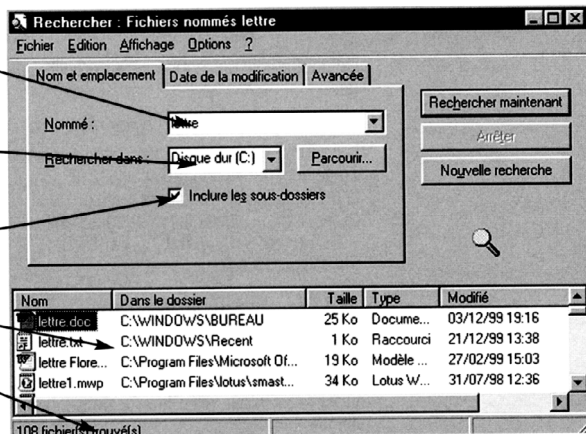 Rechercher : Fichiers nommés lettre
Fichier Edition Affichage Options ?
Nom et emplacement Date de la modification Avancée
Nommé : lettre
Rechercher dans : Disque dur (C:) Parcourir...
Inclure les sous-dossiers
Rechercher maintenant
Arrêter
Nouvelle recherche
Nom Dans le dossier Taille Type Modifié
lettre.doc C:\WINDOWS\BUREAU 25 Ko Docume... 03/12/99 19:16
lettre.txt C:\WINDOWS\Recent 1 Ko Raccourci 21/12/99 13:38
lettre Flore... C:\Program Files\Microsoft Of... 19 Ko Modèle ... 27/02/99 15:03
lettre1.mwp C:\Program Files\lotus\smast... 34 Ko Lotus W... 31/07/98 12:36
108 fichier(s) trouvé(s)